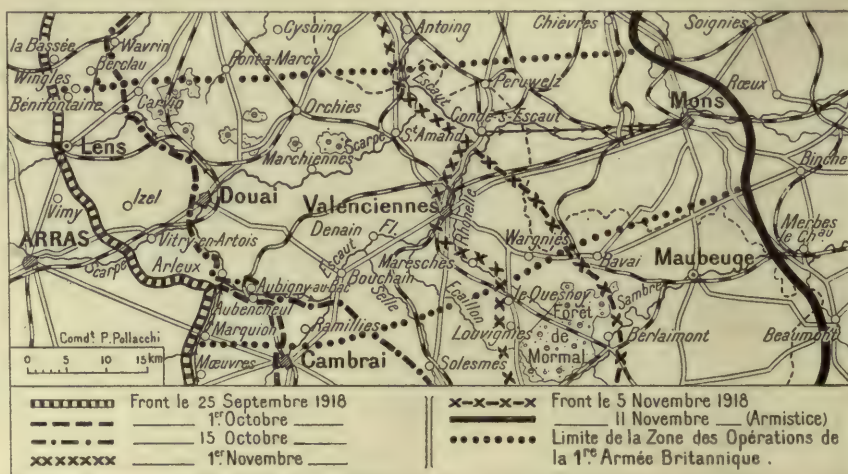 Cysoing
Antoing
Chièvres
Soignies
la Bassée
Wavrin
Berclau
Pont-a-Marcq
Wingles
Escaut
Peruwelz
Rœux
Bénifontaine
Carvin
Orchies
Mons
Condé-s-Escaut
Lens
Scarpe
St Amand
Marchiennes
Binche
Izel
Douai
Valenciennes
Vimy
Denain
Rhonelle
ARRAS
Vitry-en-Artois
Escaut
Fl.
Wargnies
Bavai
Merbes
le Chau
Scarpe
Arleux
Maresches
Maubeuge
Aubigny-au-Bac
Bouchain
Aubencheul
Selle
Ecaillon
le Quesnoy
Sambre
Marquion
Ramillies
Louvignies
Forêt
de
Mormal
Berlaimont
Beaumont
Comdt. P. Pollacchi
0 5 10 15 km
Mœuvres
Cambrai
Solesmes
Front le 25 Septembre 1918
1er Octobre
15 Octobre
1er Novembre
Front le 5 Novembre 1918
11 Novembre (Armistice)
Limite de la Zone des Opérations de
la 1re Armée Britannique.